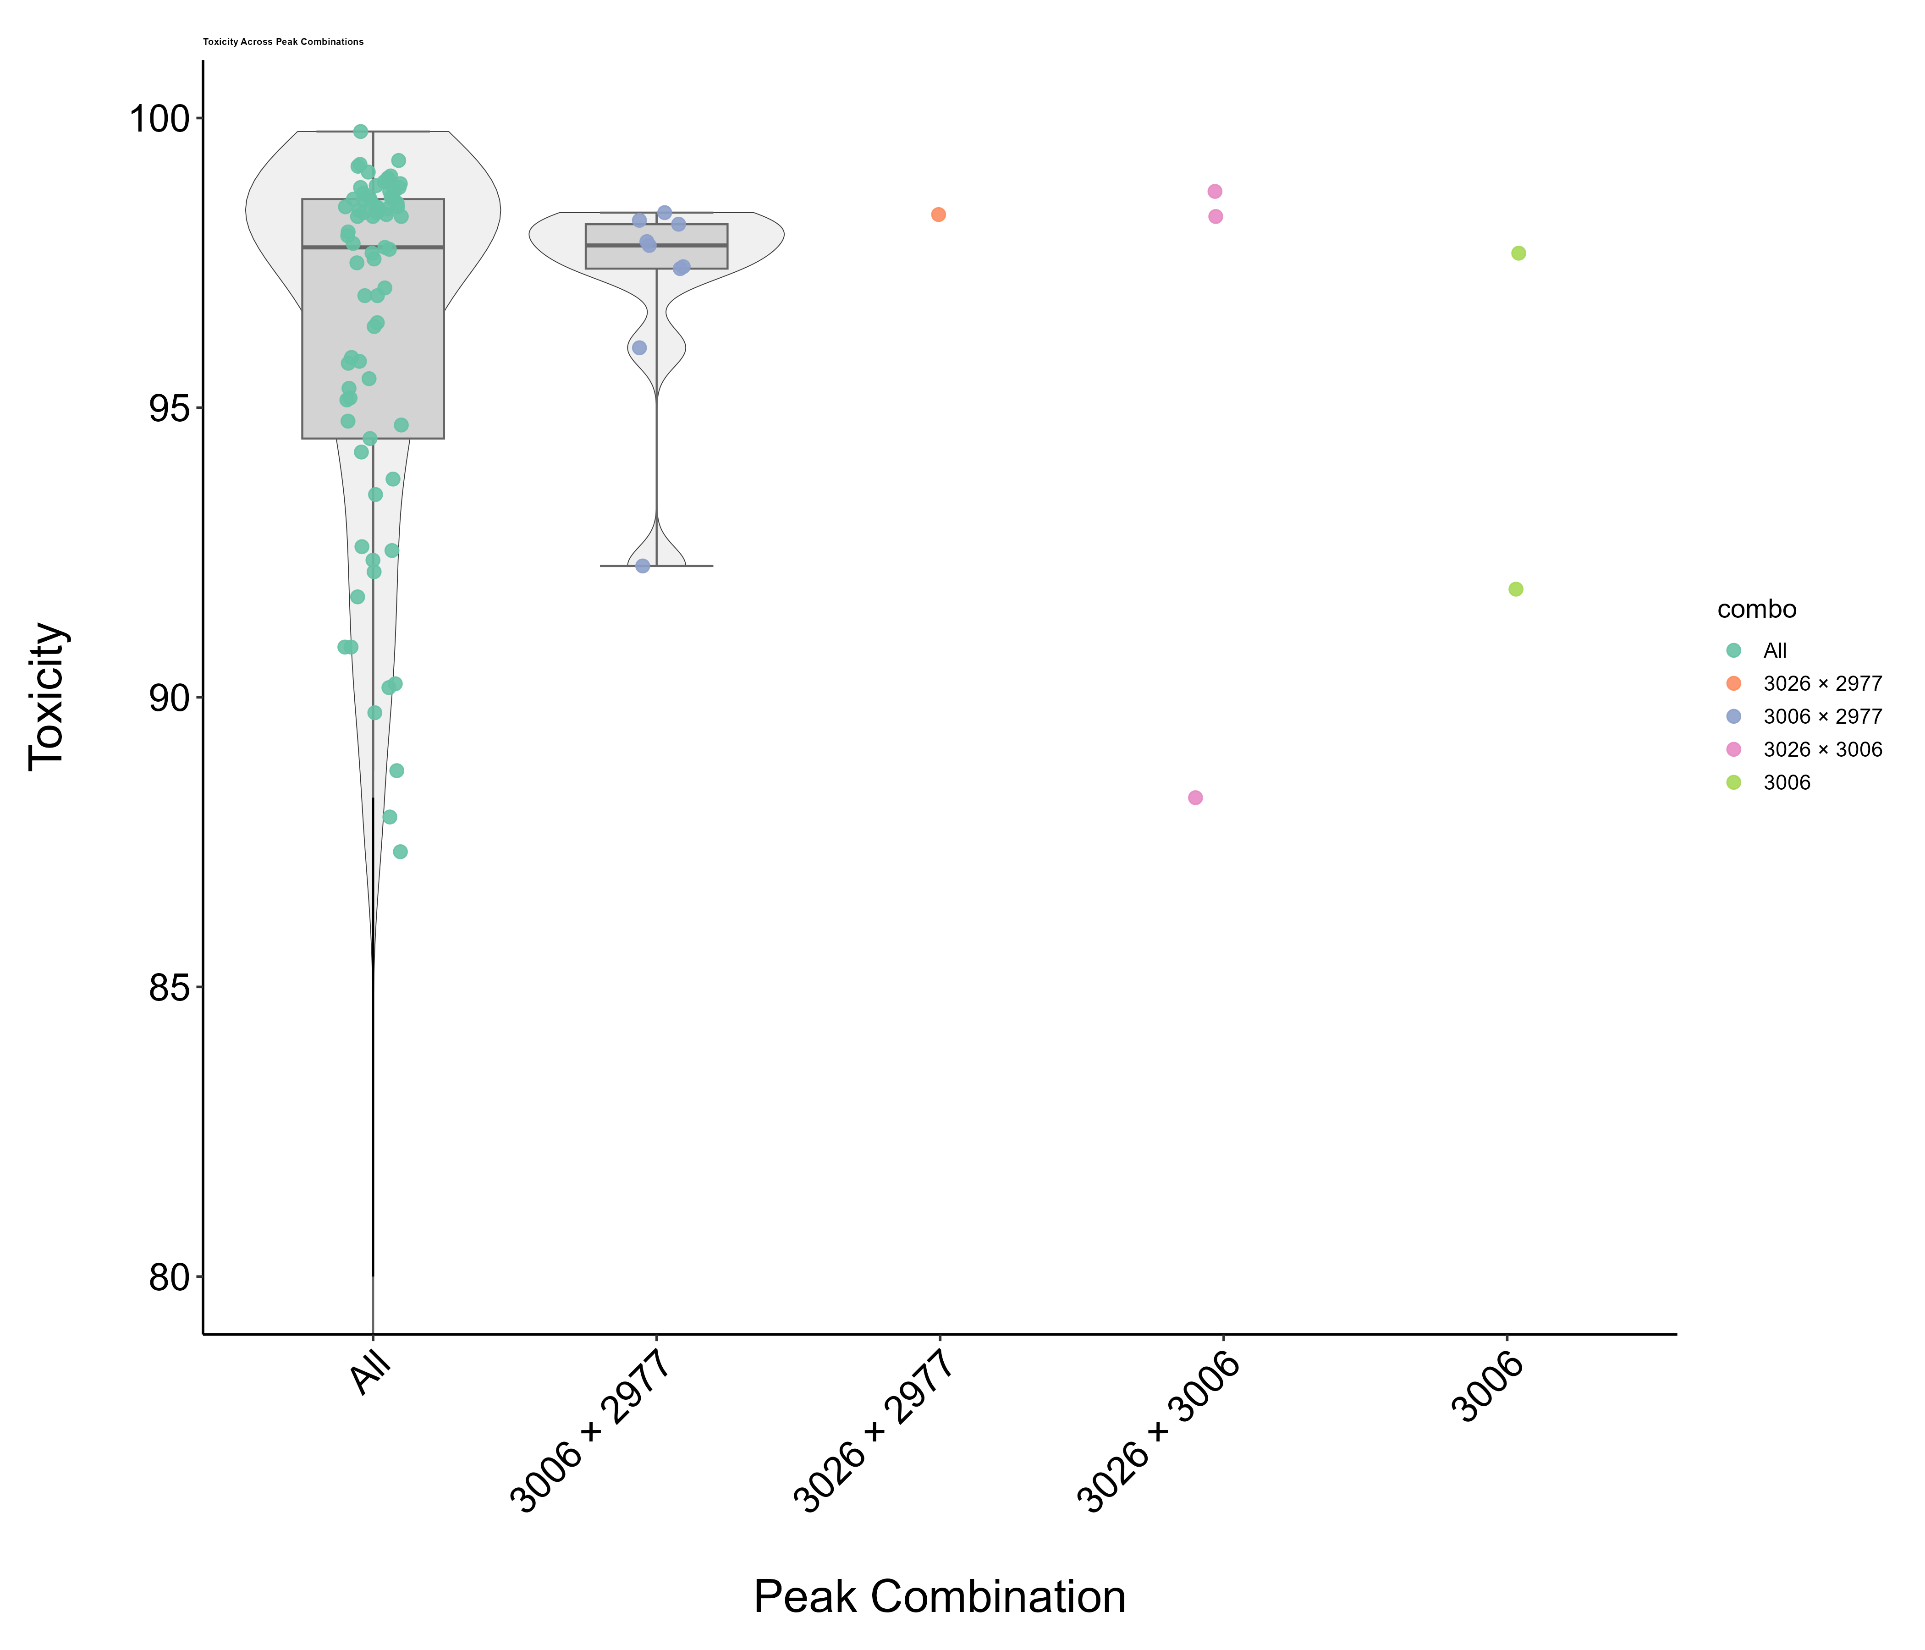 Toxicity Across Peak Combinations
100
95
90
85
80
Toxicity
All
3006 + 2977
3026 + 2977
3026 + 3006
3006
Peak Combination
combo
All
3026 × 2977
3006 × 2977
3026 × 3006
3006